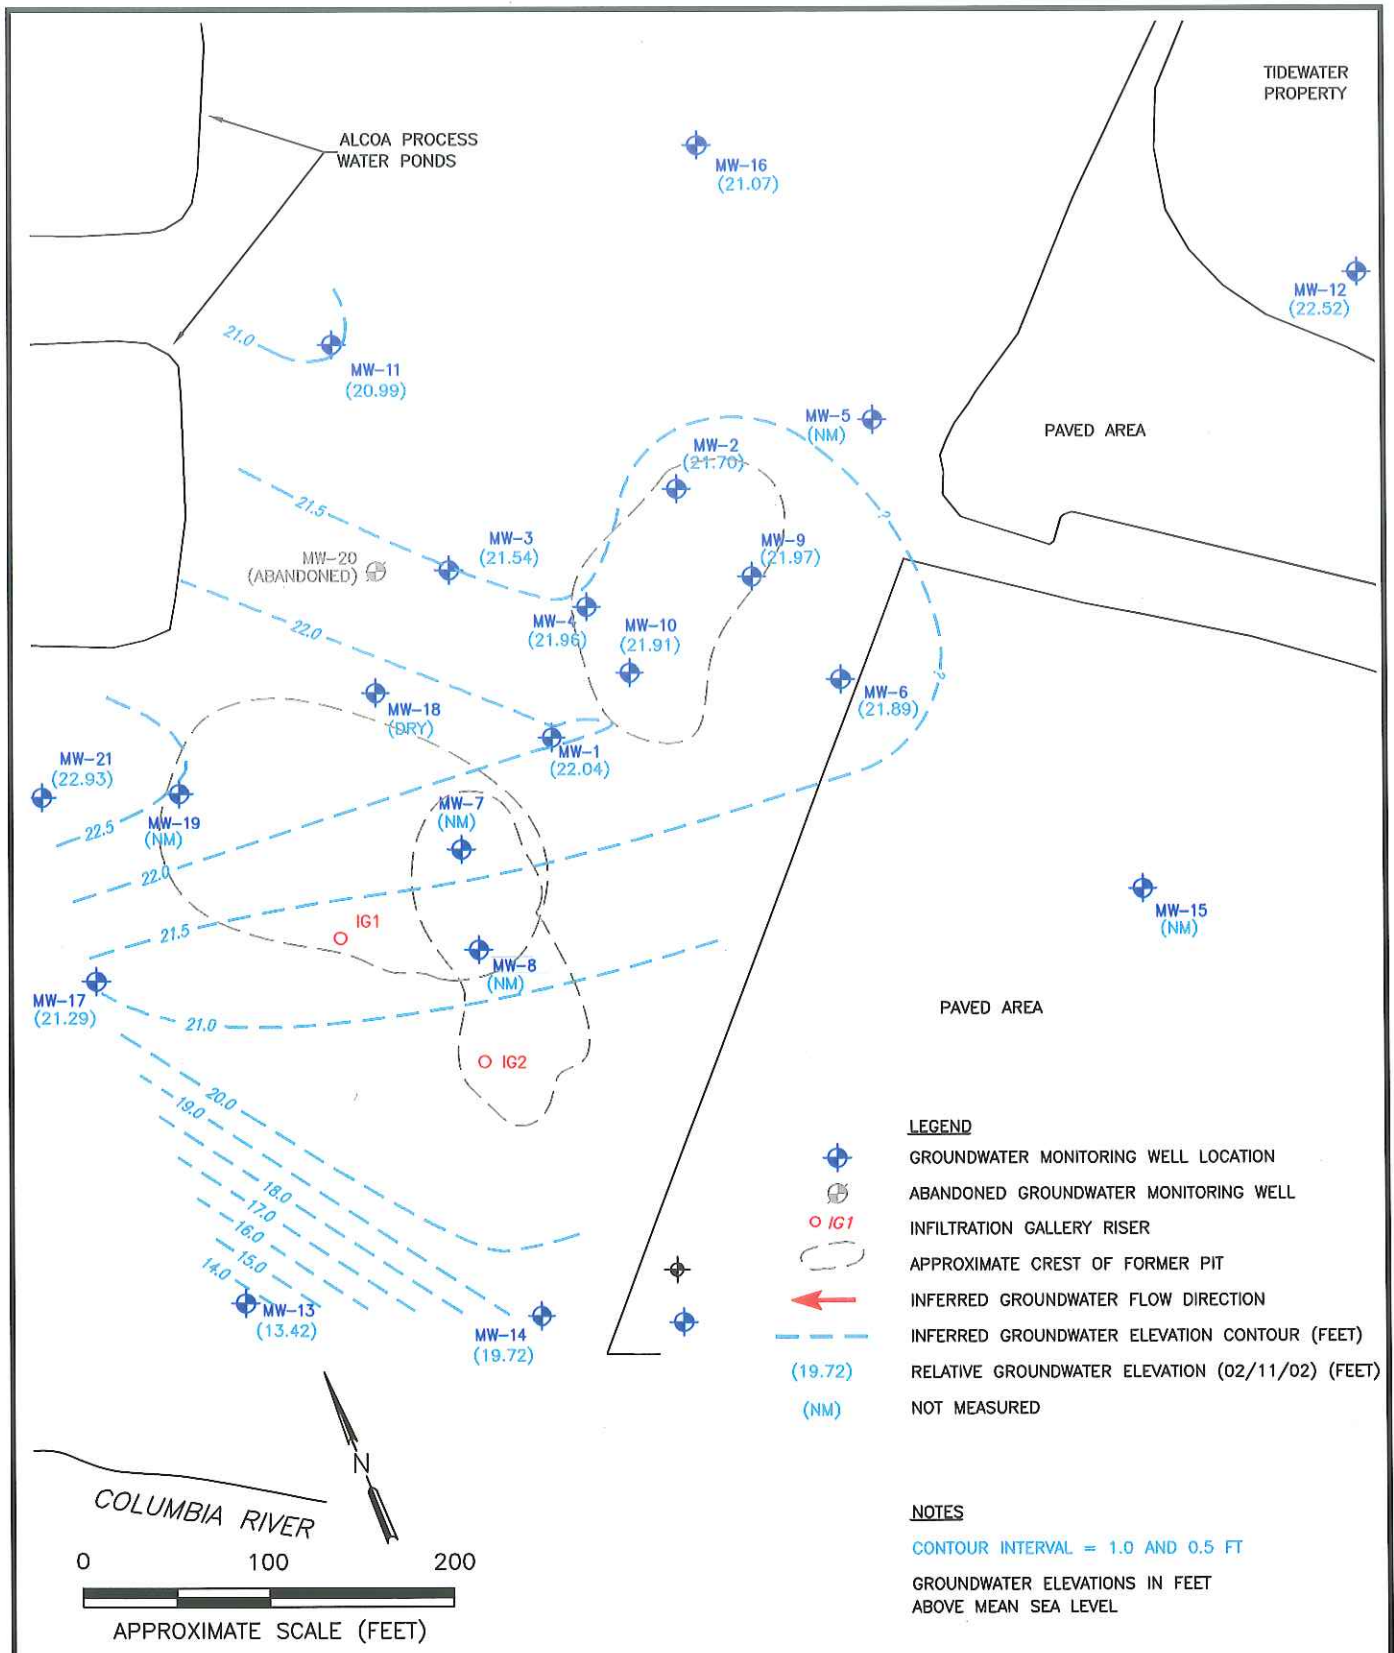 TIDEWATER
PROPERTY
ALCOA PROCESS
WATER PONDS
MW-16
(21.07)
MW-12
(22.52)
21.0
MW-11
(20.99)
MW-5
(NM)
PAVED AREA
MW-2
(21.70)
21.5
?
MW-3
(21.54)
MW-9
(21.97)
MW-20
(ABANDONED)
22.0
MW-4
(21.96)
MW-10
(21.91)
?
MW-6
(21.89)
MW-18
(DRY)
MW-1
(22.04)
MW-21
(22.93)
MW-7
(NM)
22.5
MW-19
(NM)
22.0
MW-15
(NM)
IG1
21.5
MW-8
(NM)
MW-17
(21.29)
21.0
PAVED AREA
IG2
20.0
19.0
18.0
17.0
16.0
15.0
14.0
MW-13
(13.42)
MW-14
(19.72)
LEGEND
GROUNDWATER MONITORING WELL LOCATION
ABANDONED GROUNDWATER MONITORING WELL
IG1 INFILTRATION GALLERY RISER
APPROXIMATE CREST OF FORMER PIT
INFERRED GROUNDWATER FLOW DIRECTION
INFERRED GROUNDWATER ELEVATION CONTOUR (FEET)
(19.72) RELATIVE GROUNDWATER ELEVATION (02/11/02) (FEET)
(NM) NOT MEASURED
N
COLUMBIA RIVER
NOTES
CONTOUR INTERVAL = 1.0 AND 0.5 FT
GROUNDWATER ELEVATIONS IN FEET
ABOVE MEAN SEA LEVEL
0 100 200
APPROXIMATE SCALE (FEET)